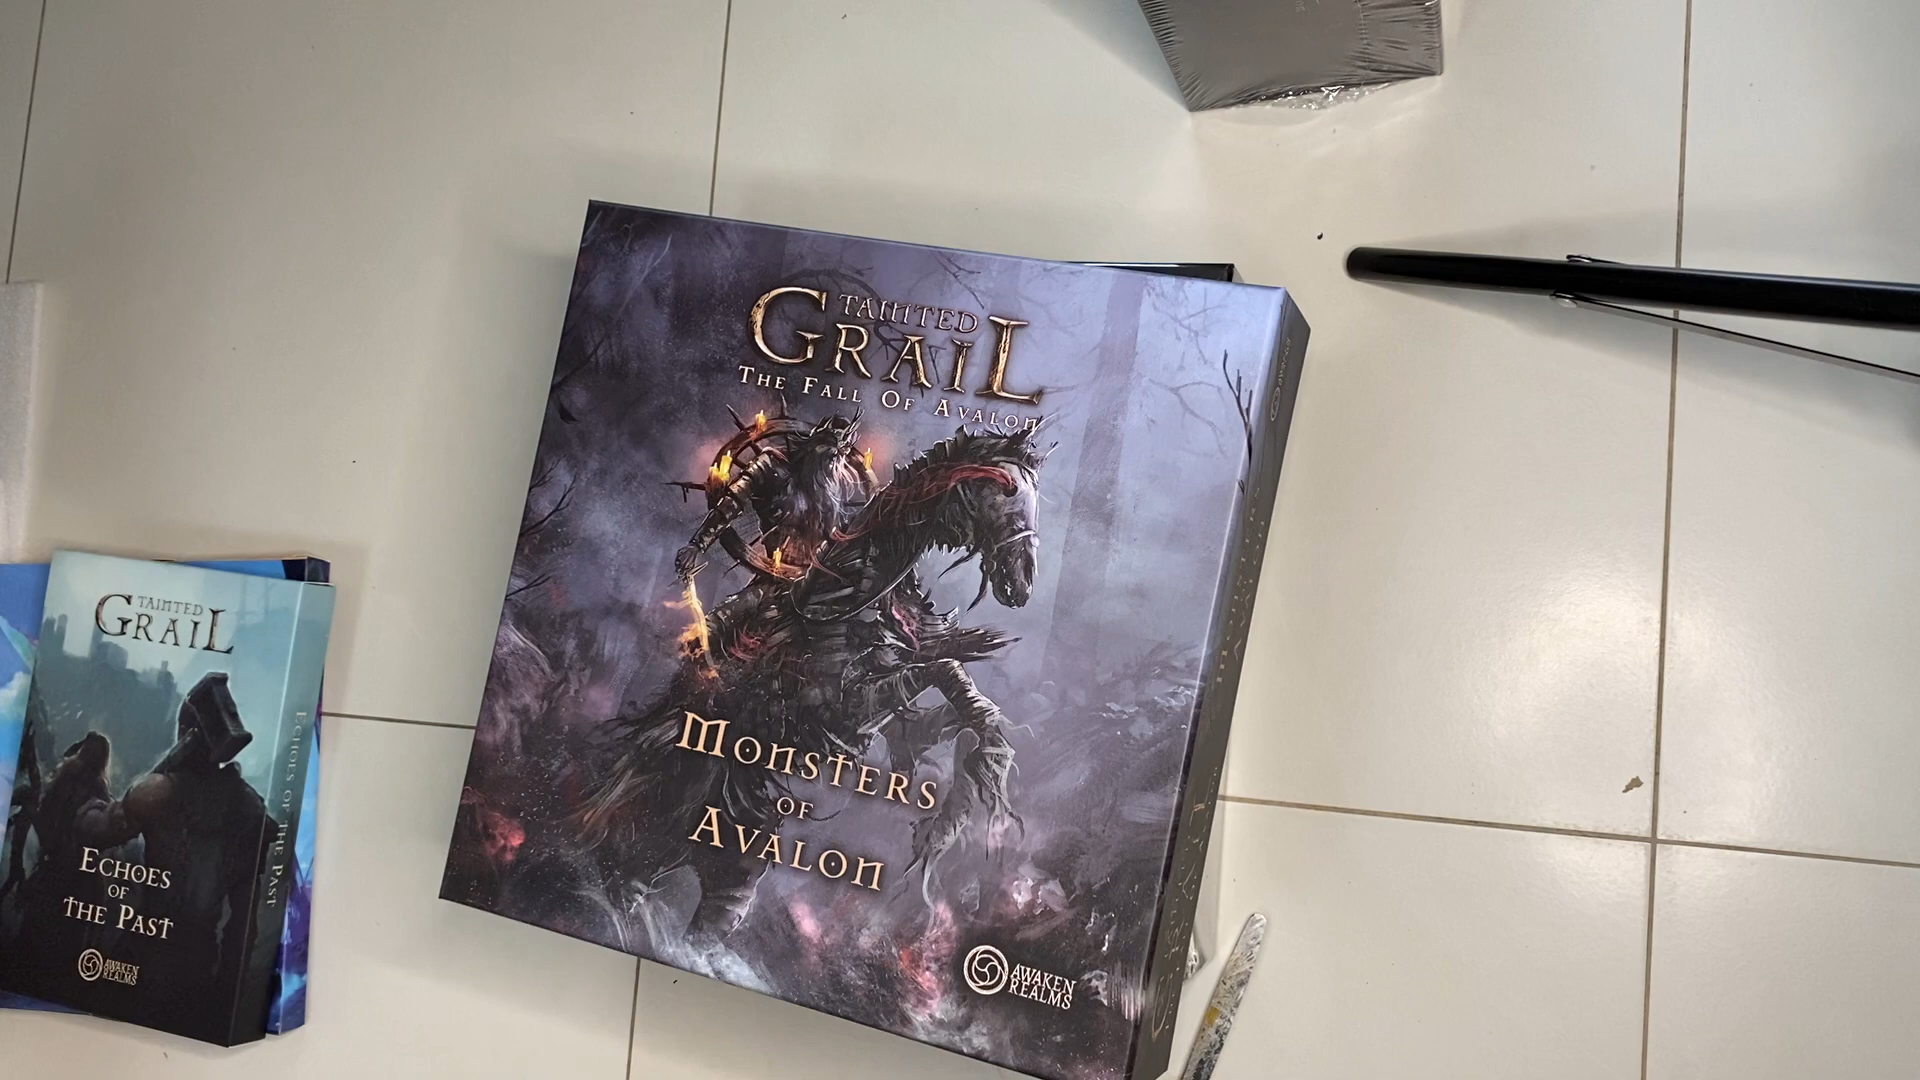 TAINTED
GRAIL
THE FALL OF AVALON
MONSTERS
OF
AVALON
AWAKEN
REALMS
TAINTED
GRAIL
ECHOES
OF
THE PAST
AWAKEN
REALMS
ECHOES OF THE PAST